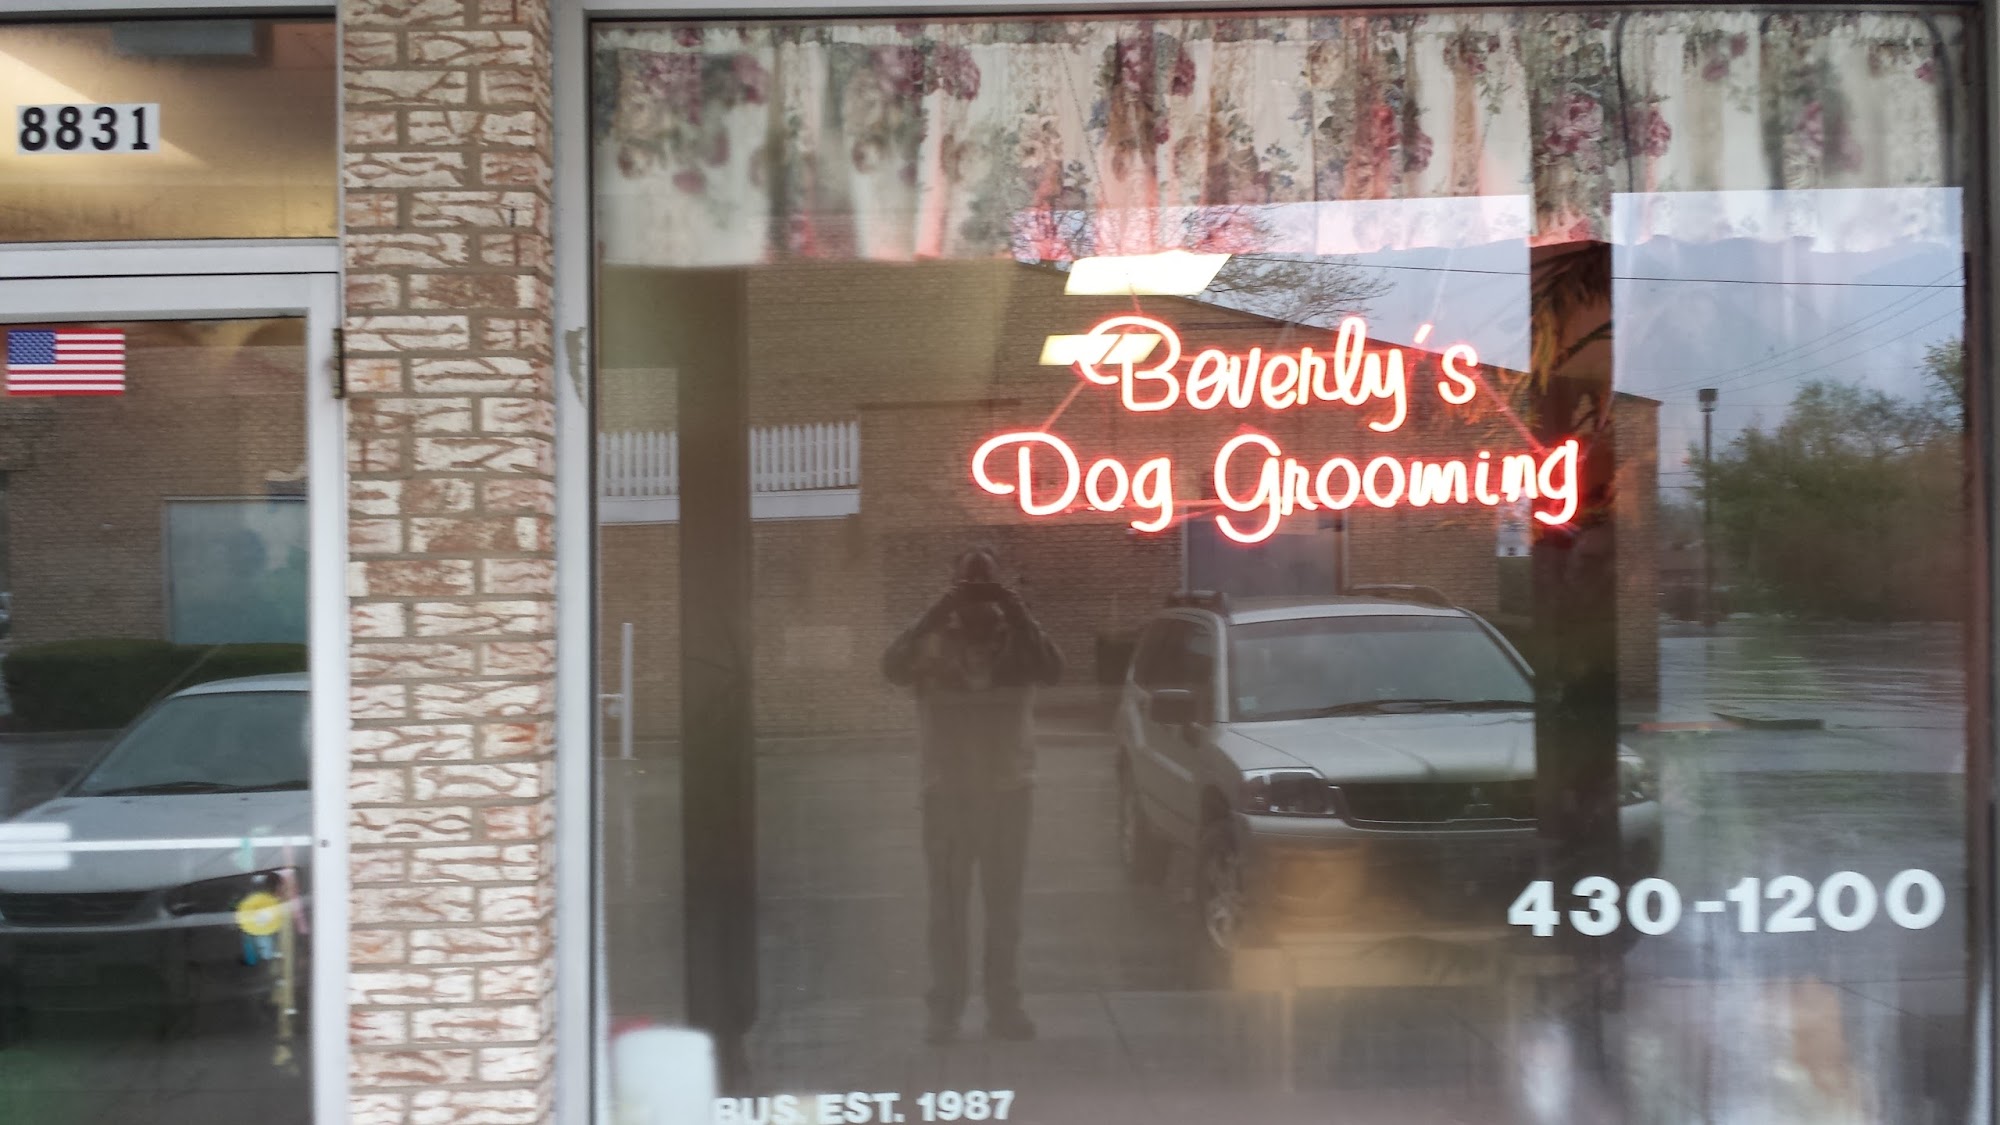 8831
Beverly's
Dog Grooming
430-1200
BUS. EST. 1987